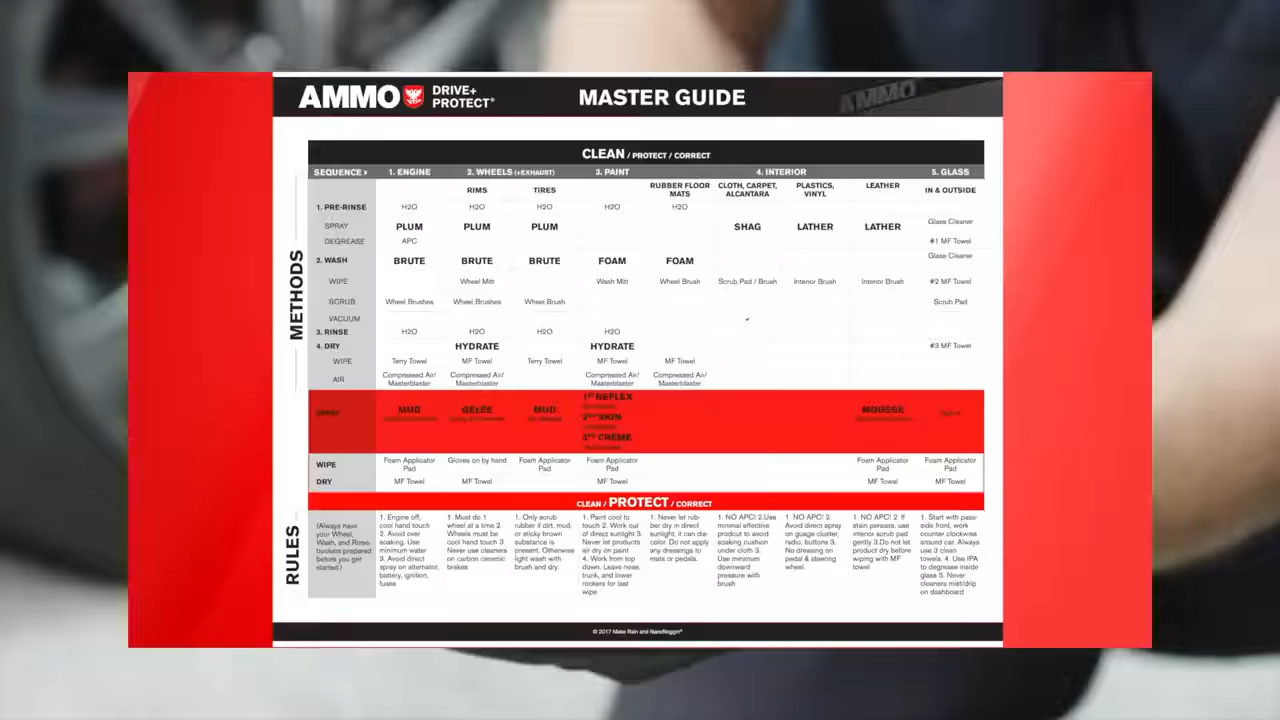 AMMO DRIVE+ PROTECT® MASTER GUIDE AMMO
CLEAN / PROTECT / CORRECT
SEQUENCE > 1. ENGINE 2. WHEELS (+EXHAUST) 3. PAINT 4. INTERIOR 5. GLASS
RIMS TIRES RUBBER FLOOR MATS CLOTH, CARPET, ALCANTARA PLASTICS, VINYL LEATHER IN & OUTSIDE
METHODS
1. PRE-RINSE H2O H2O H2O H2O H2O
SPRAY PLUM PLUM PLUM SHAG LATHER LATHER Glass Cleaner
DEGREASE APC #1 MF Towel
2. WASH BRUTE BRUTE BRUTE FOAM FOAM Glass Cleaner
WIPE Wheel Mitt Wash Mitt Wheel Brush Scrub Pad / Brush Interior Brush Interior Brush #2 MF Towel
SCRUB Wheel Brushes Wheel Brushes Wheel Brush Scrub Pad
VACUUM ✓
3. RINSE H2O H2O H2O H2O
4. DRY HYDRATE HYDRATE #3 MF Towel
WIPE Terry Towel MF Towel Terry Towel MF Towel MF Towel
AIR Compressed Air/ Masterblaster Compressed Air/ Masterblaster Compressed Air/ Masterblaster Compressed Air/ Masterblaster
SPRAY MUD GELÉE MUD 1ST REFLEX MOUSSE
2ND SKIN
3RD CRÈME
WIPE Foam Applicator Pad Gloves on by hand Foam Applicator Pad Foam Applicator Pad Foam Applicator Pad Foam Applicator Pad
DRY MF Towel MF Towel MF Towel MF Towel MF Towel
CLEAN / PROTECT / CORRECT
RULES
(Always have
your Wheel,
Wash, and Rinse
buckets prepared
before you get
started.)
1. Engine off,
cool hand touch
2. Avoid over
soaking. Use
minimum water
3. Avoid direct
spray on alternator,
battery, ignition,
fuses
1. Must do 1
wheel at a time 2.
Wheels must be
cool hand touch 3.
Never use cleaners
on carbon ceramic
brakes
1. Only scrub
rubber if dirt, mud,
or sticky brown
substance is
present. Otherwise
light wash with
brush and dry.
1. Paint cool to
touch 2. Work out
of direct sunlight 3.
Never let products
air dry on paint
4. Work from top
down. Leave nose,
trunk, and lower
rockers for last
wipe
1. Never let rub-
ber dry in direct
sunlight, it can dis-
color. Do not apply
any dressings to
mats or pedals.
1. NO APC! 2.Use
minimal effective
prodcut to avoid
soaking cushion
under cloth 3.
Use minimum
downward
pressure with
brush
1. NO APC! 2.
Avoid direct spray
on guage cluster,
radio, buttons 3.
No dressing on
pedal & steering
wheel.
1. NO APC! 2. If
stain persists, use
interior scrub pad
gently 3.Do not let
product dry before
wiping with MF
towel
1. Start with pass-
side front, work
counter clockwise
around car. Always
use 3 clean
towels. 4. Use IPA
to degrease inside
glass 5. Never
cleaners mist/drip
on dashboard
© 2017 Make Rain and NanoNoggin®